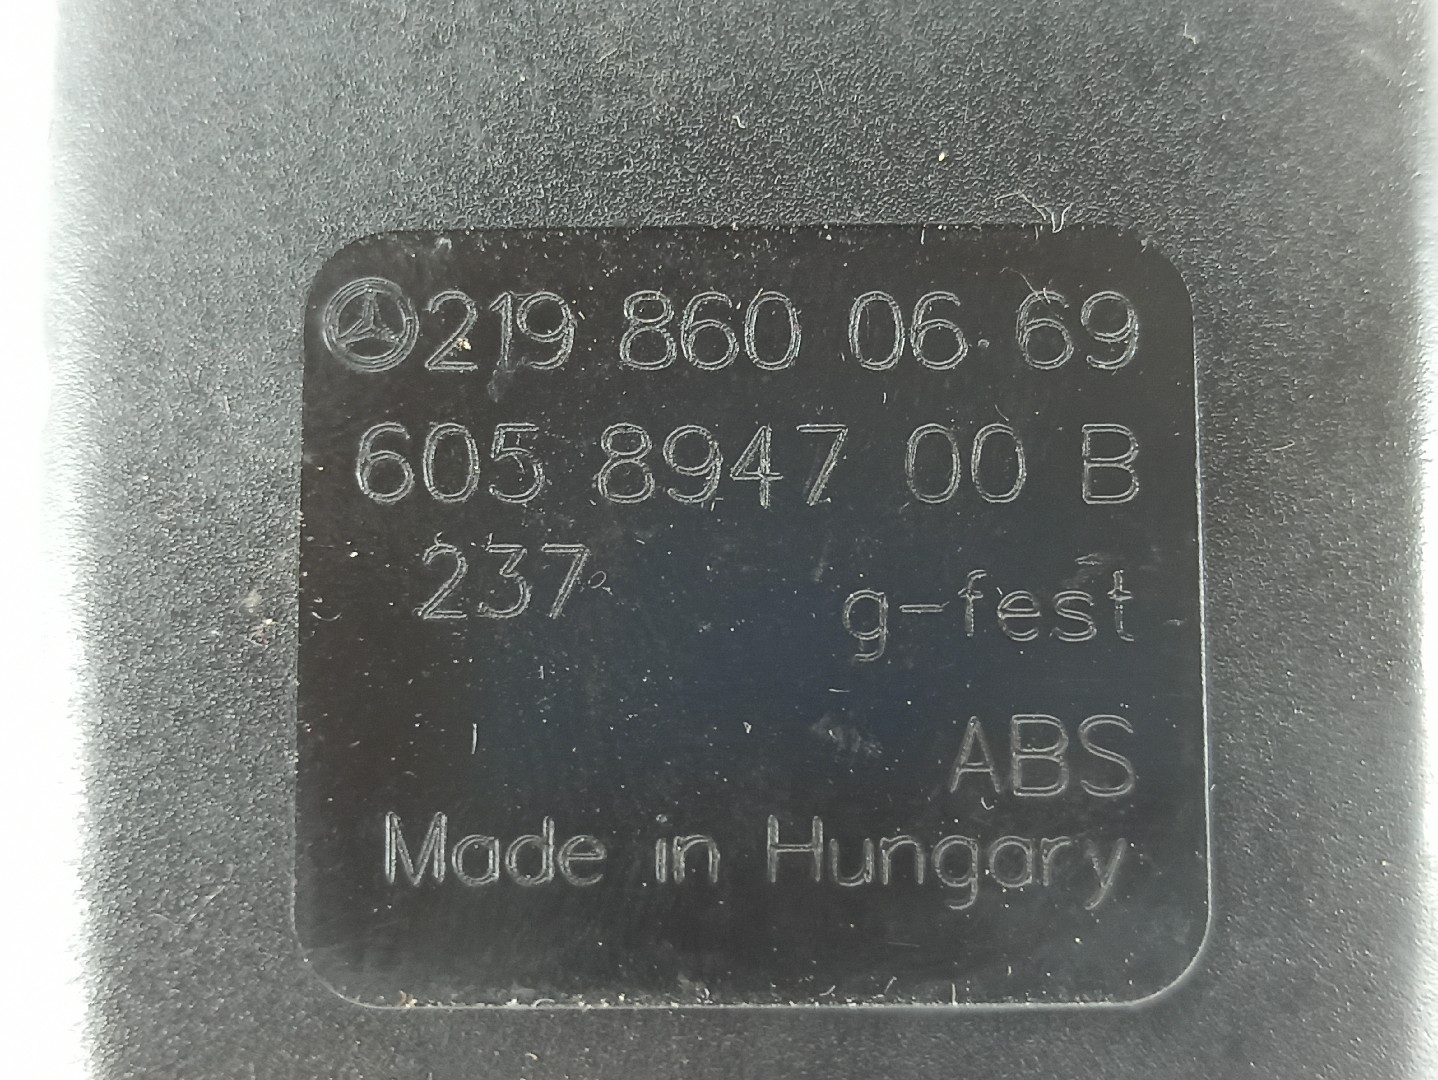 219 860 06 69
605 8947 00 B
237 g-fest
ABS
Made in Hungary